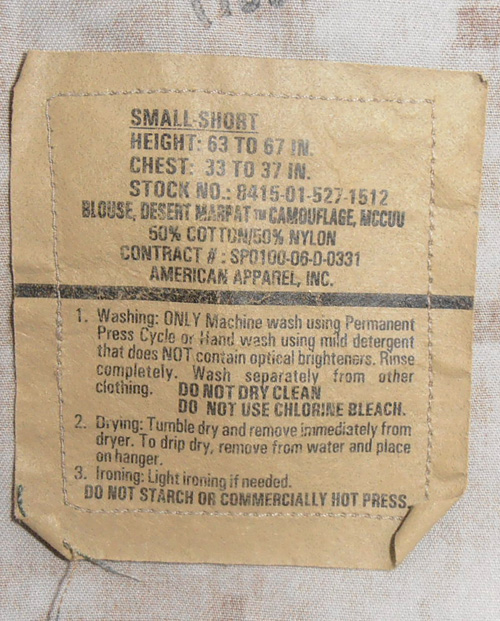 SMALL-SHORT
HEIGHT: 63 TO 67 IN.
CHEST: 33 TO 37 IN.
STOCK NO.: 8415-01-527-1512
BLOUSE, DESERT MARPAT™ CAMOUFLAGE, MCCUU
50% COTTON/50% NYLON
CONTRACT # : SP0100-06-D-0331
AMERICAN APPAREL, INC.
1. Washing: ONLY Machine wash using Permanent
Press Cycle or Hand wash using mild detergent
that does NOT contain optical brighteners. Rinse
completely. Wash separately from other
clothing. DO NOT DRY CLEAN
DO NOT USE CHLORINE BLEACH.
2. Drying: Tumble dry and remove immediately from
dryer. To drip dry, remove from water and place
on hanger.
3. Ironing: Light ironing if needed.
DO NOT STARCH OR COMMERCIALLY HOT PRESS.